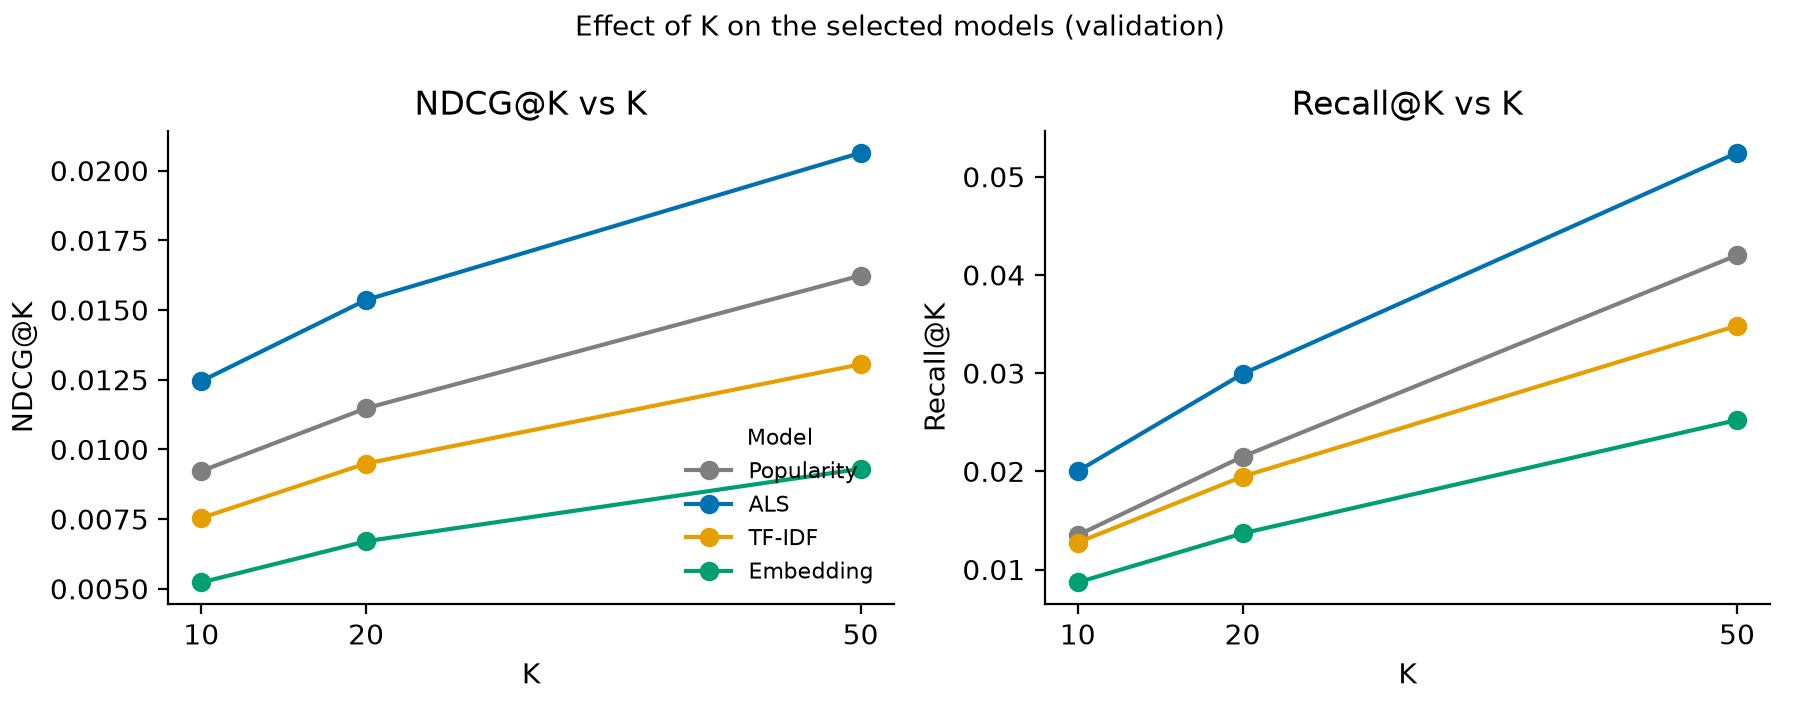 Effect of K on the selected models (validation)
NDCG@K vs K
NDCG@K
0.0200
0.0175
0.0150
0.0125
0.0100
0.0075
0.0050
10 20 50
K
Model
Popularity
ALS
TF-IDF
Embedding
Recall@K vs K
Recall@K
0.05
0.04
0.03
0.02
0.01
10 20 50
K